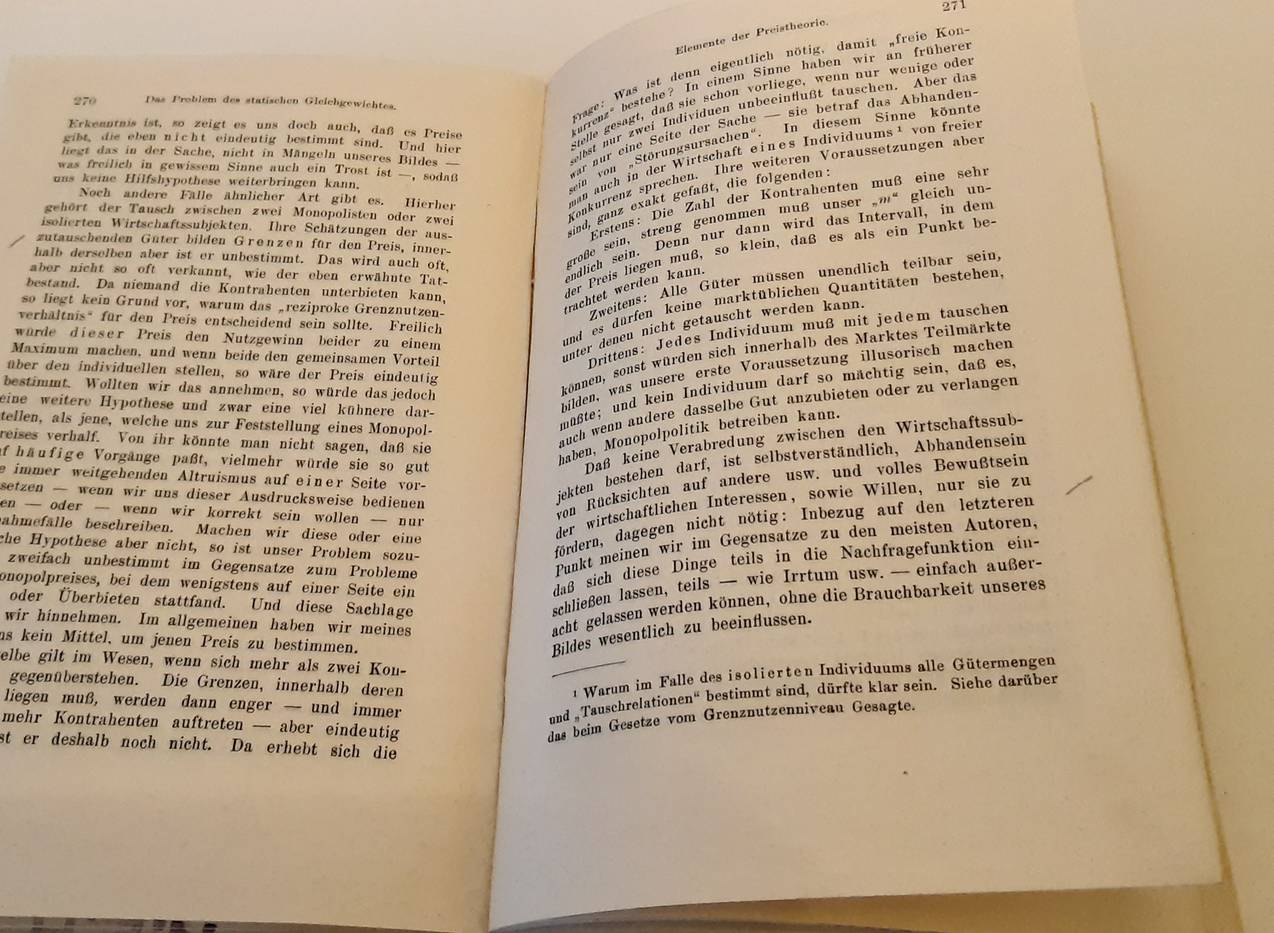 270 Das Problem des statischen Gleichgewichtes.
Erkenntnis ist, so zeigt es uns doch auch, daß es Preise
gibt, die eben nicht eindeutig bestimmt sind. Und hier
liegt das in der Sache, nicht in Mängeln unseres Bildes —
was freilich in gewissem Sinne auch ein Trost ist —, sodaß
uns keine Hilfshypothese weiterbringen kann.
Noch andere Fälle ähnlicher Art gibt es. Hierher
gehört der Tausch zwischen zwei Monopolisten oder zwei
isolierten Wirtschaftssubjekten. Ihre Schätzungen der aus-
zutauschenden Güter bilden Grenzen für den Preis, inner-
halb derselben aber ist er unbestimmt. Das wird auch oft,
aber nicht so oft verkannt, wie der eben erwähnte Tat-
bestand. Da niemand die Kontrahenten unterbieten kann,
so liegt kein Grund vor, warum das „reziproke Grenznutzen-
verhältnis“ für den Preis entscheidend sein sollte. Freilich
würde dieser Preis den Nutzgewinn beider zu einem
Maximum machen, und wenn beide den gemeinsamen Vorteil
über den individuellen stellen, so wäre der Preis eindeutig
bestimmt. Wollten wir das annehmen, so würde das jedoch
eine weitere Hypothese und zwar eine viel kühnere dar-
tellen, als jene, welche uns zur Feststellung eines Monopol-
reises verhalf. Von ihr könnte man nicht sagen, daß sie
f häufige Vorgänge paßt, vielmehr würde sie so gut
e immer weitgehenden Altruismus auf einer Seite vor-
setzen — wenn wir uns dieser Ausdrucksweise bedienen
en — oder — wenn wir korrekt sein wollen — nur
ahmefälle beschreiben. Machen wir diese oder eine
che Hypothese aber nicht, so ist unser Problem sozu-
zweifach unbestimmt im Gegensatze zum Probleme
onopolpreises, bei dem wenigstens auf einer Seite ein
oder Überbieten stattfand. Und diese Sachlage
wir hinnehmen. Im allgemeinen haben wir meines
ns kein Mittel, um jenen Preis zu bestimmen.
elbe gilt im Wesen, wenn sich mehr als zwei Kon-
gegenüberstehen. Die Grenzen, innerhalb deren
liegen muß, werden dann enger — und immer
mehr Kontrahenten auftreten — aber eindeutig
st er deshalb noch nicht. Da erhebt sich die
Elemente der Preistheorie. 271
Frage: Was ist denn eigentlich nötig, damit „freie Kon-
kurrenz“ bestehe? In einem Sinne haben wir an früherer
Stelle gesagt, daß sie schon vorliege, wenn nur wenige oder
selbst nur zwei Individuen unbeeinflußt tauschen. Aber das
war nur eine Seite der Sache — sie betraf das Abhanden-
sein von „Störungsursachen“. In diesem Sinne könnte
man auch in der Wirtschaft eines Individuums¹ von freier
Konkurrenz sprechen. Ihre weiteren Voraussetzungen aber
sind, ganz exakt gefaßt, die folgenden:
Erstens: Die Zahl der Kontrahenten muß eine sehr
große sein, streng genommen muß unser „m“ gleich un-
endlich sein. Denn nur dann wird das Intervall, in dem
der Preis liegen muß, so klein, daß es als ein Punkt be-
trachtet werden kann.
Zweitens: Alle Güter müssen unendlich teilbar sein,
und es dürfen keine marktüblichen Quantitäten bestehen,
unter denen nicht getauscht werden kann.
Drittens: Jedes Individuum muß mit jedem tauschen
können, sonst würden sich innerhalb des Marktes Teilmärkte
bilden, was unsere erste Voraussetzung illusorisch machen
müßte; und kein Individuum darf so mächtig sein, daß es,
auch wenn andere dasselbe Gut anzubieten oder zu verlangen
haben, Monopolpolitik betreiben kann.
Daß keine Verabredung zwischen den Wirtschaftssub-
jekten bestehen darf, ist selbstverständlich, Abhandensein
von Rücksichten auf andere usw. und volles Bewußtsein
der wirtschaftlichen Interessen, sowie Willen, nur sie zu
fördern, dagegen nicht nötig: Inbezug auf den letzteren
Punkt meinen wir im Gegensatze zu den meisten Autoren,
daß sich diese Dinge teils in die Nachfragefunktion ein-
schließen lassen, teils — wie Irrtum usw. — einfach außer-
acht gelassen werden können, ohne die Brauchbarkeit unseres
Bildes wesentlich zu beeinflussen.
¹ Warum im Falle des isolierten Individuums alle Gütermengen
und „Tauschrelationen“ bestimmt sind, dürfte klar sein. Siehe darüber
das beim Gesetze vom Grenznutzenniveau Gesagte.